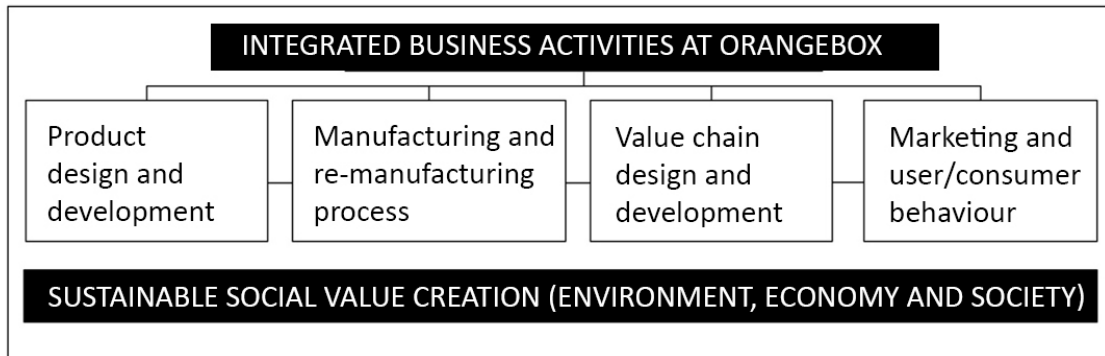 INTEGRATED BUSINESS ACTIVITIES AT ORANGEBOX
Product
design and
development
Manufacturing and
re-manufacturing
process
Value chain
design and
development
Marketing and
user/consumer
behaviour
SUSTAINABLE SOCIAL VALUE CREATION (ENVIRONMENT, ECONOMY AND SOCIETY)